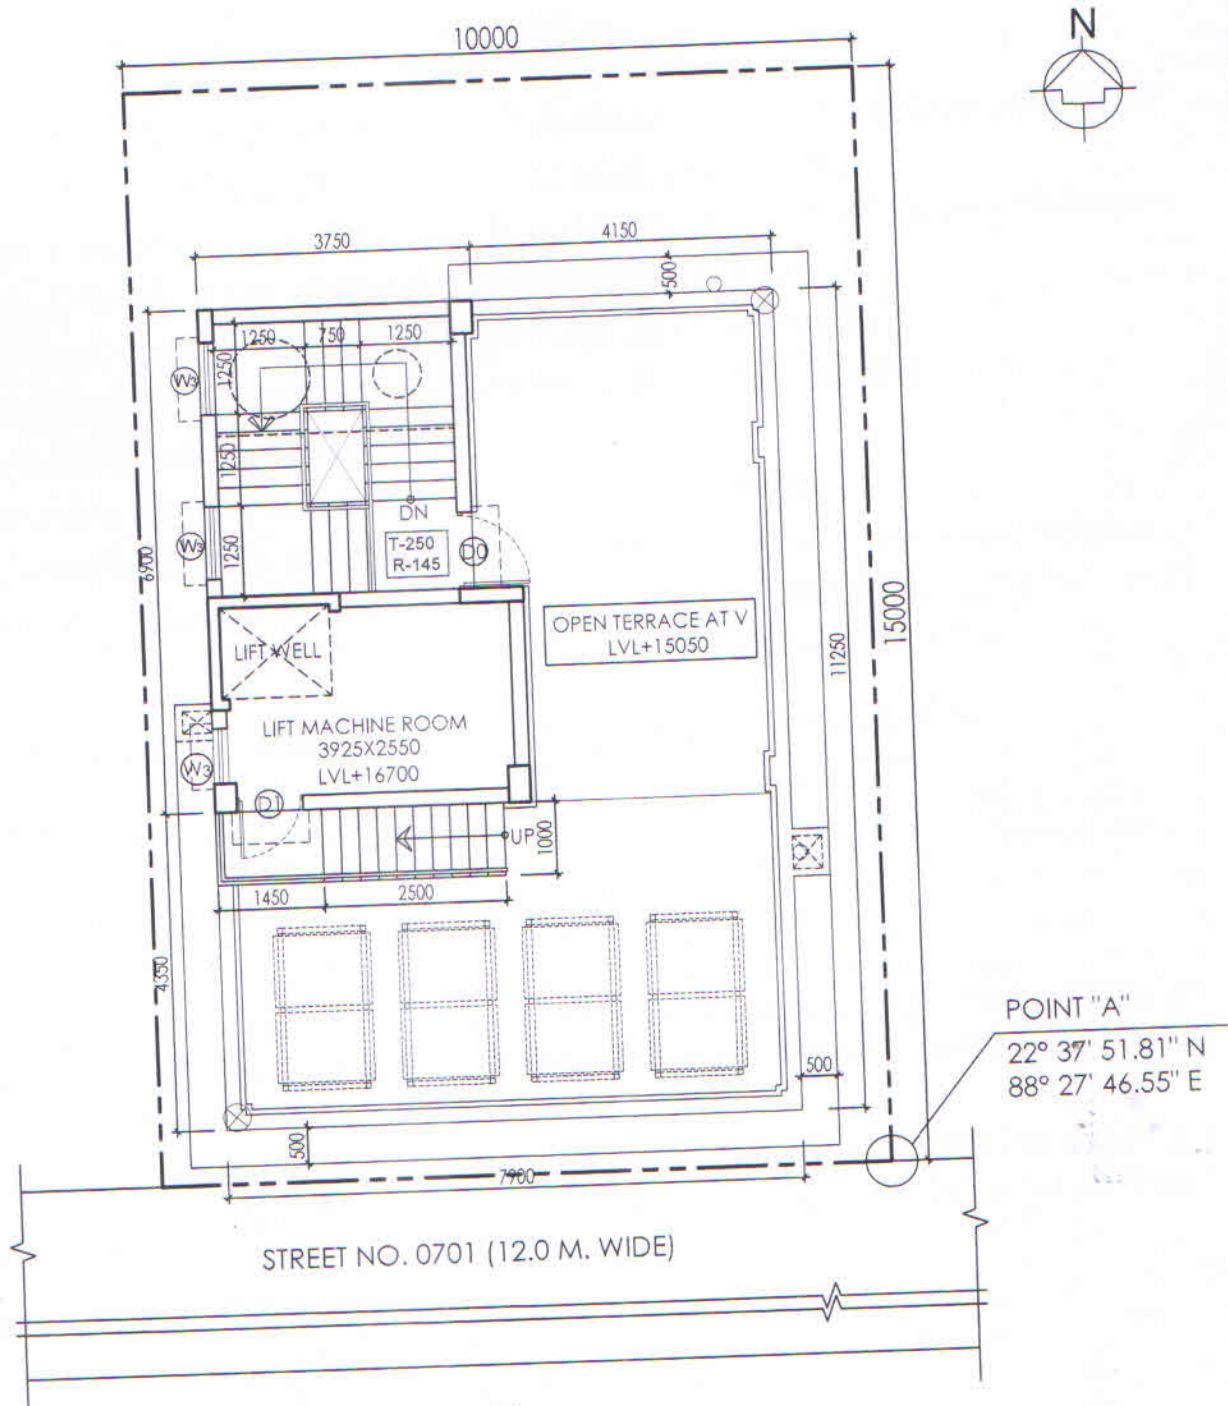 10000
N
3750
4150
500
1250
750
1250
1250
W3
1250
DN
T-250
R-145
D0
W3
1250
6900
OPEN TERRACE AT V
LVL+15050
15000
11250
LIFT WELL
LIFT MACHINE ROOM
3925X2550
LVL+16700
W3
D1
UP
1000
1450
2500
4350
POINT "A"
22° 37' 51.81" N
88° 27' 46.55" E
500
500
7900
STREET NO. 0701 (12.0 M. WIDE)